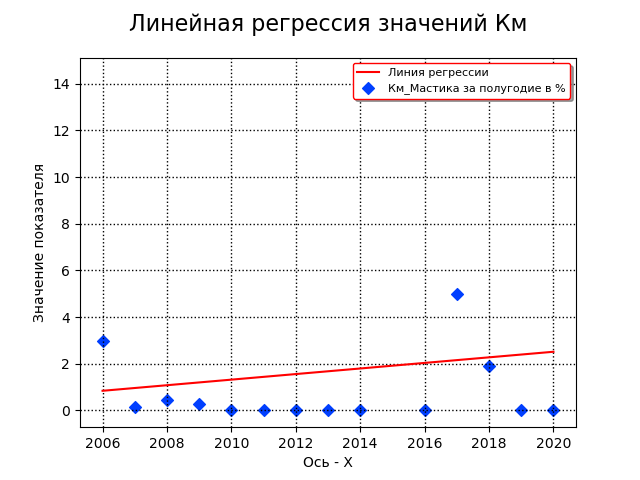 Линейная регрессия значений Км
Линия регрессии
Км_Мастика за полугодие в %
Значение показателя
14
12
10
8
6
4
2
0
2006 2008 2010 2012 2014 2016 2018 2020
Ось - X